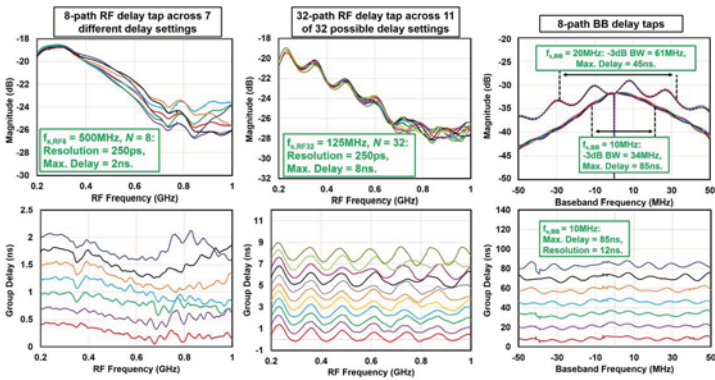 8-path RF delay tap across 7
different delay settings
32-path RF delay tap across 11
of 32 possible delay settings
8-path BB delay taps
-18
-20
-22
-24
-26
-28
-30
Magnitude (dB)
fs,RF8 = 500MHz, N = 8:
Resolution = 250ps,
Max. Delay = 2ns.
0.2
0.4
0.6
0.8
1
RF Frequency (GHz)
-18
-20
-22
-24
-26
-28
-32
Magnitude (dB)
fs,RF32 = 125MHz, N = 32:
Resolution = 250ps,
Max. Delay = 8ns.
0.2
0.4
0.6
0.8
1
RF Frequency (GHz)
-20
-25
-30
-35
-40
-45
-50
Magnitude (dB)
fs,BB = 20MHz: -3dB BW = 61MHz,
Max. Delay = 45ns.
fs,BB = 10MHz:
-3dB BW = 34MHz,
Max. Delay = 85ns.
-50
-30
-10
10
30
50
Baseband Frequency (MHz)
2.5
2
1.5
1
0.5
0
Group Delay (ns)
0.2
0.4
0.6
0.8
1
RF Frequency (GHz)
11
9
7
5
3
1
-1
Group Delay (ns)
0.2
0.4
0.6
0.8
1
RF Frequency (GHz)
140
120
100
80
60
40
20
0
Group Delay (ns)
fs,BB = 10MHz:
Max. Delay = 85ns,
Resolution = 12ns.
-50
-30
-10
10
30
50
Baseband Frequency (MHz)